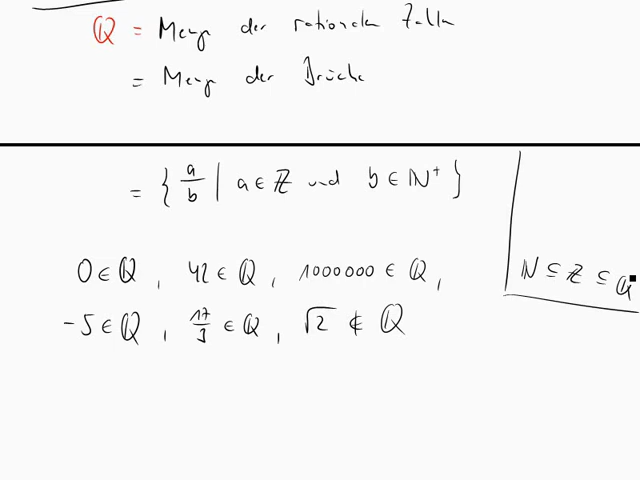 ℚ = Menge der rationalen Zahlen
= Menge der Brüche
= { a/b | a ∈ ℤ und b ∈ ℕ⁺ }
0 ∈ ℚ , 42 ∈ ℚ , 1000000 ∈ ℚ ,
-5 ∈ ℚ , 17/3 ∈ ℚ , √2 ∉ ℚ
ℕ ⊆ ℤ ⊆ ℚ